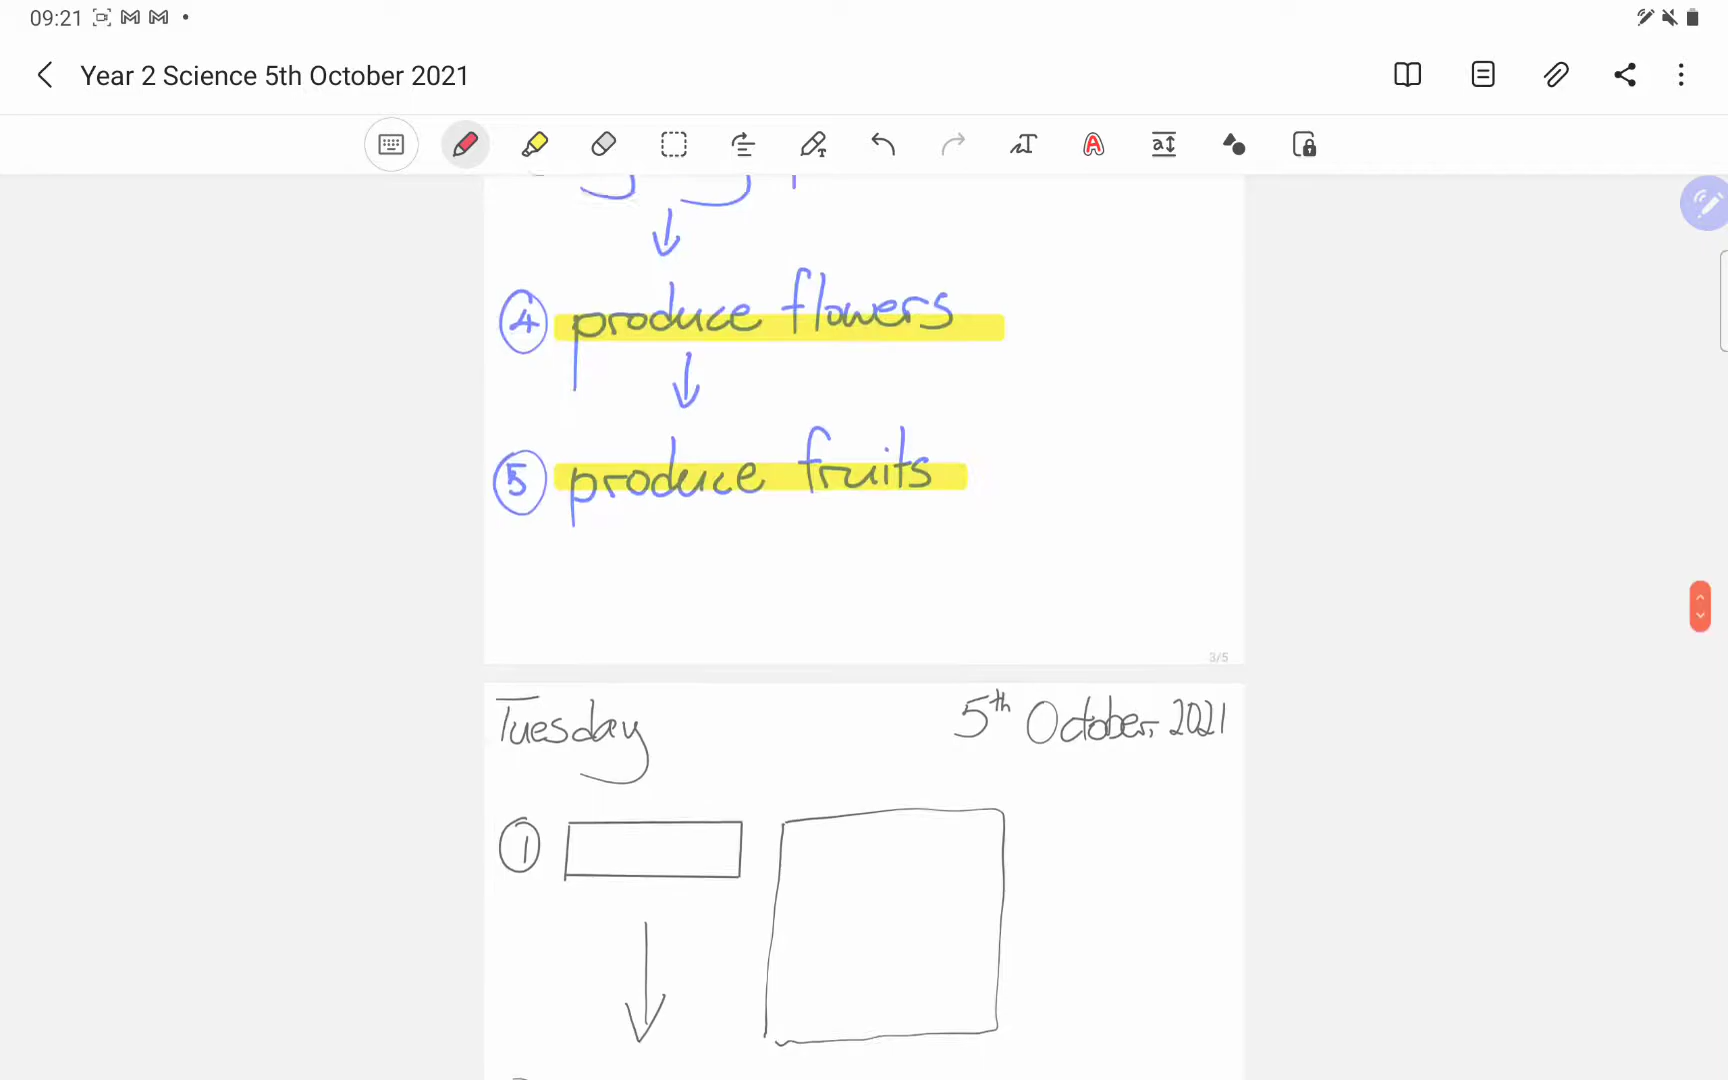 09:21
Year 2 Science 5th October 2021
④ produce flowers
⑤ produce fruits
3/5
Tuesday 5th October, 2021
①